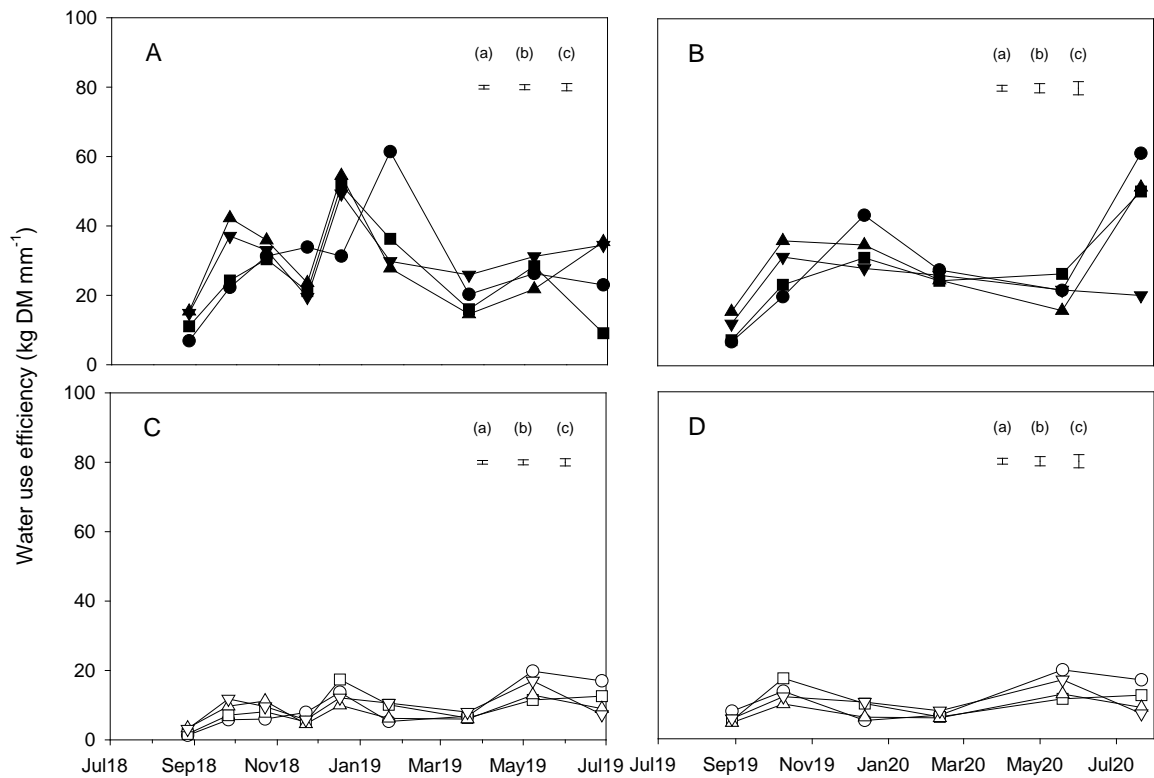 Water use efficiency (kg DM mm-1)
100
80
60
40
20
0
A
(a) (b) (c)
B
(a) (b) (c)
100
80
60
40
20
0
C
(a) (b) (c)
D
(a) (b) (c)
Jul18 Sep18 Nov18 Jan19 Mar19 May19 Jul19
Jul19 Sep19 Nov19 Jan20 Mar20 May20 Jul20